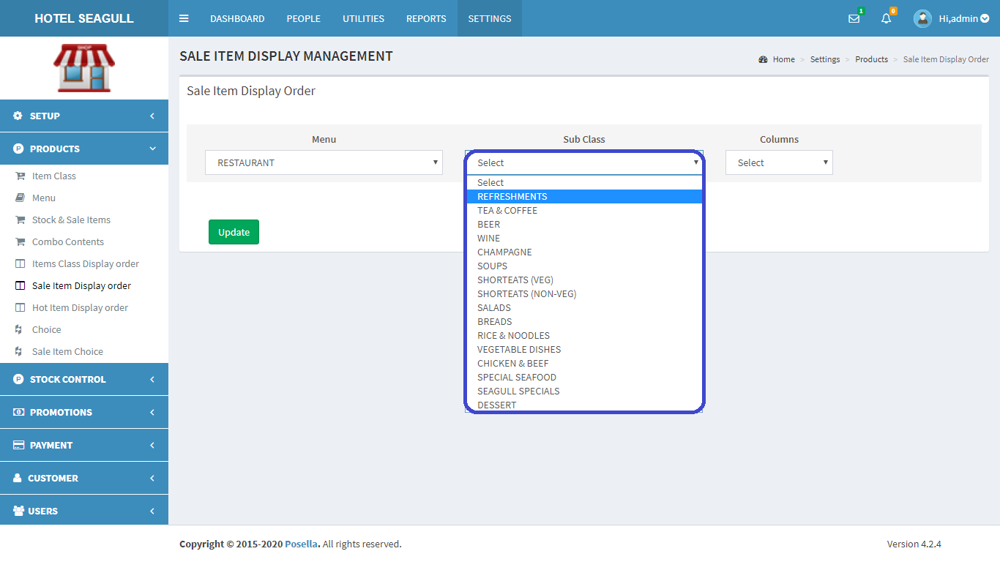 HOTEL SEAGULL
DASHBOARD PEOPLE UTILITIES REPORTS SETTINGS
1 0 Hi,admin
SHOP
SALE ITEM DISPLAY MANAGEMENT
Home > Settings > Products > Sale Item Display Order
SETUP
PRODUCTS
Item Class
Menu
Stock & Sale Items
Combo Contents
Items Class Display order
Sale Item Display order
Hot Item Display order
Choice
Sale Item Choice
STOCK CONTROL
PROMOTIONS
PAYMENT
CUSTOMER
USERS
Sale Item Display Order
Menu Sub Class Columns
RESTAURANT Select Select
Select
REFRESHMENTS
TEA & COFFEE
BEER
WINE
CHAMPAGNE
SOUPS
SHORTEATS (VEG)
SHORTEATS (NON-VEG)
SALADS
BREADS
RICE & NOODLES
VEGETABLE DISHES
CHICKEN & BEEF
SPECIAL SEAFOOD
SEAGULL SPECIALS
DESSERT
Update
Copyright © 2015-2020 Posella. All rights reserved.
Version 4.2.4